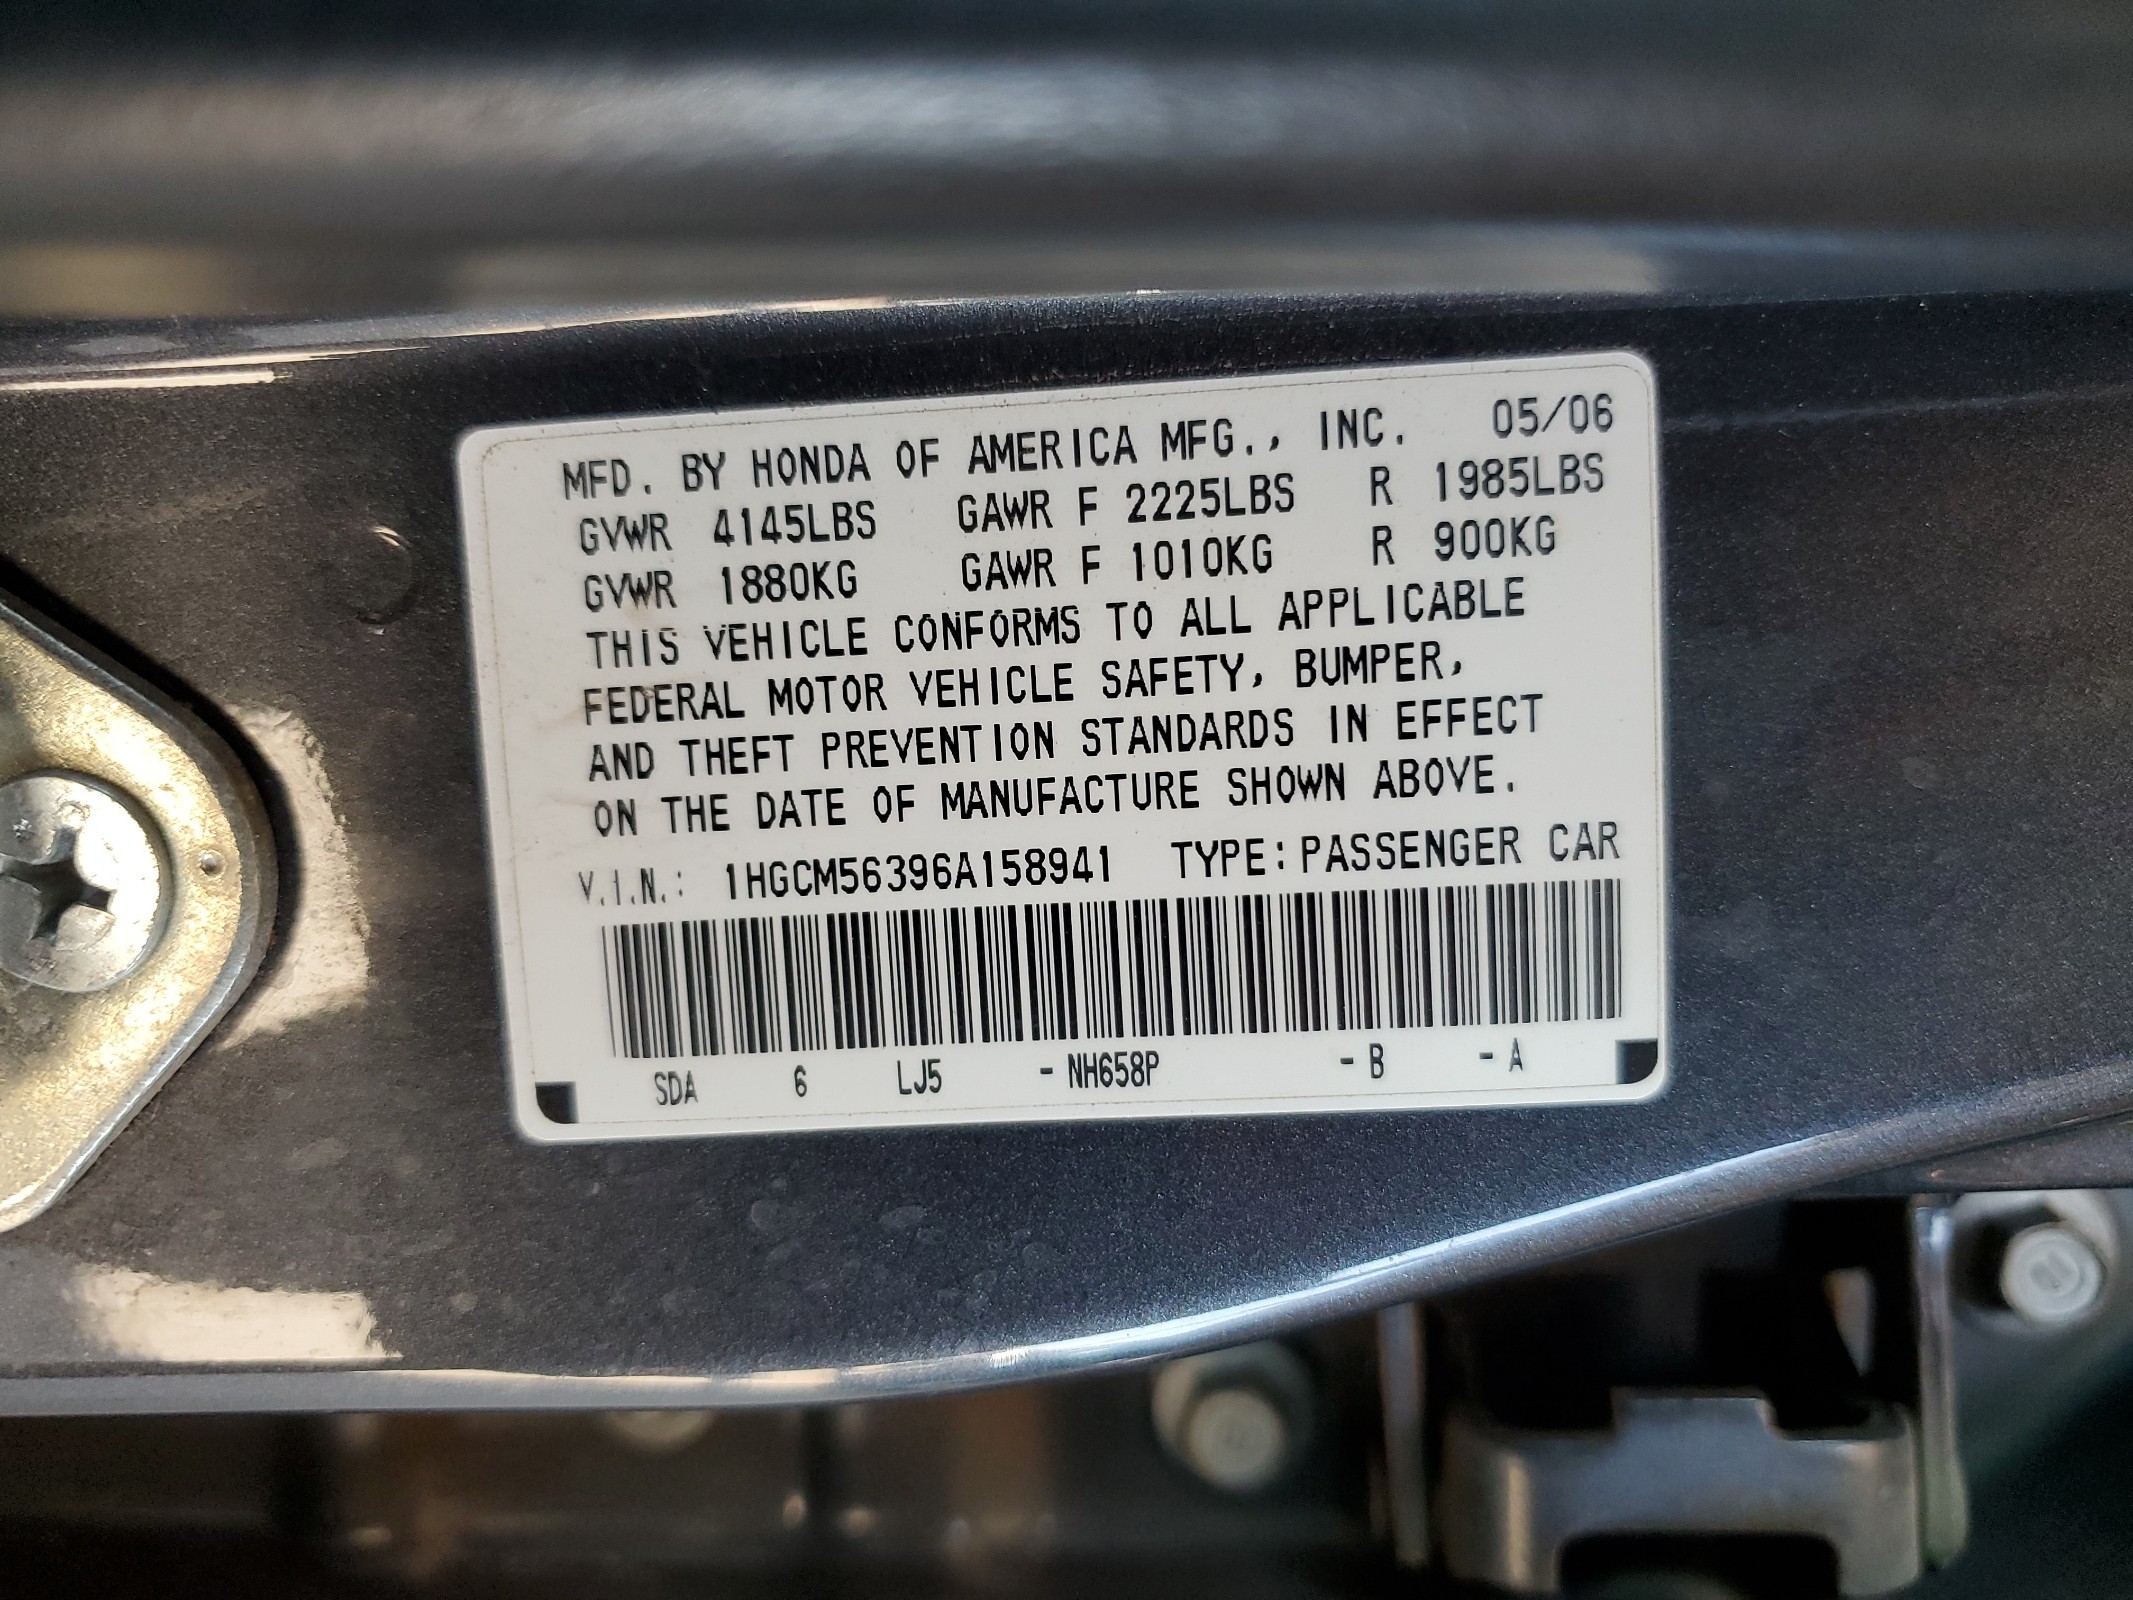 MFD. BY HONDA OF AMERICA MFG., INC. 05/06
GVWR 4145LBS GAWR F 2225LBS R 1985LBS
GVWR 1880KG GAWR F 1010KG R 900KG
THIS VEHICLE CONFORMS TO ALL APPLICABLE
FEDERAL MOTOR VEHICLE SAFETY, BUMPER,
AND THEFT PREVENTION STANDARDS IN EFFECT
ON THE DATE OF MANUFACTURE SHOWN ABOVE.
V.I.N.: 1HGCM56396A158941 TYPE: PASSENGER CAR
SDA 6 LJ5 - NH658P - B - A